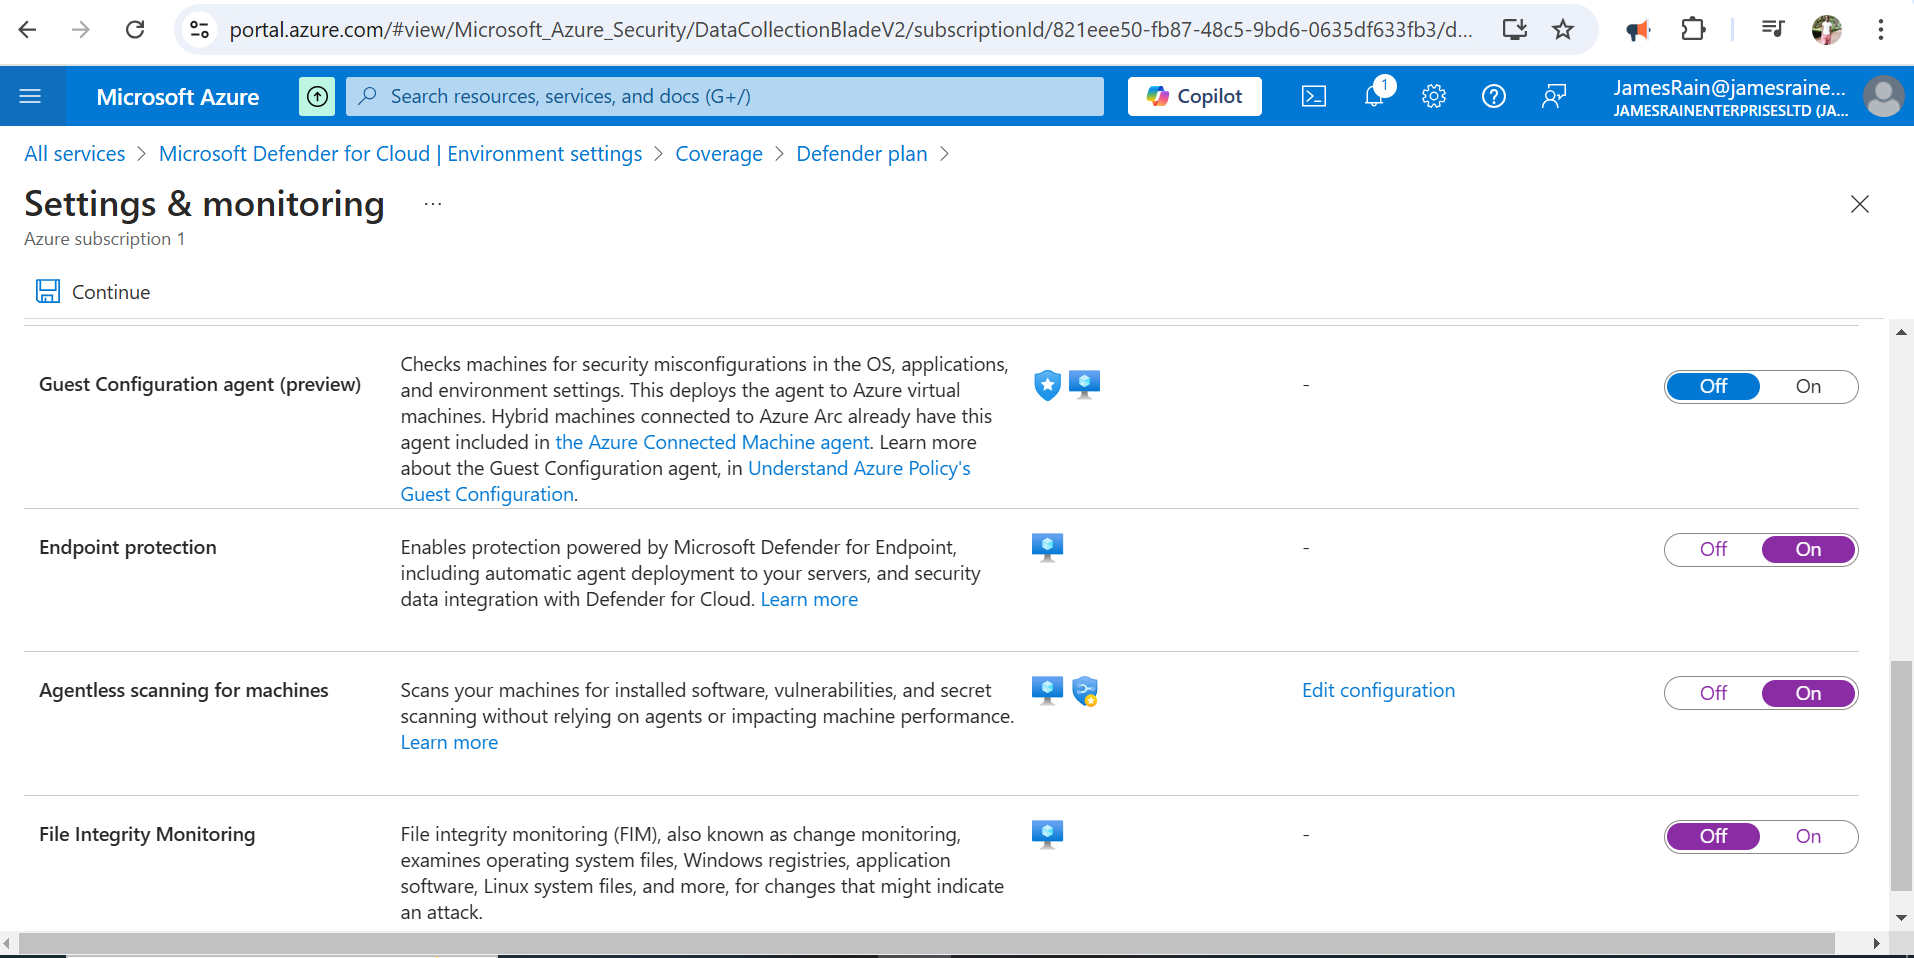 portal.azure.com/#view/Microsoft_Azure_Security/DataCollectionBladeV2/subscriptionId/821eee50-fb87-48c5-9bd6-0635df633fb3/d...
Microsoft Azure
Search resources, services, and docs (G+/)
Copilot
1
JamesRain@jamesraine...
JAMESRAINENTERPRISESLTD (JA...
All services > Microsoft Defender for Cloud | Environment settings > Coverage > Defender plan >
Settings & monitoring ...
Azure subscription 1
Continue
Guest Configuration agent (preview)
Checks machines for security misconfigurations in the OS, applications,
and environment settings. This deploys the agent to Azure virtual
machines. Hybrid machines connected to Azure Arc already have this
agent included in the Azure Connected Machine agent. Learn more
about the Guest Configuration agent, in Understand Azure Policy's
Guest Configuration.
-
Off On
Endpoint protection
Enables protection powered by Microsoft Defender for Endpoint,
including automatic agent deployment to your servers, and security
data integration with Defender for Cloud. Learn more
-
Off On
Agentless scanning for machines
Scans your machines for installed software, vulnerabilities, and secret
scanning without relying on agents or impacting machine performance.
Learn more
Edit configuration
Off On
File Integrity Monitoring
File integrity monitoring (FIM), also known as change monitoring,
examines operating system files, Windows registries, application
software, Linux system files, and more, for changes that might indicate
an attack.
-
Off On